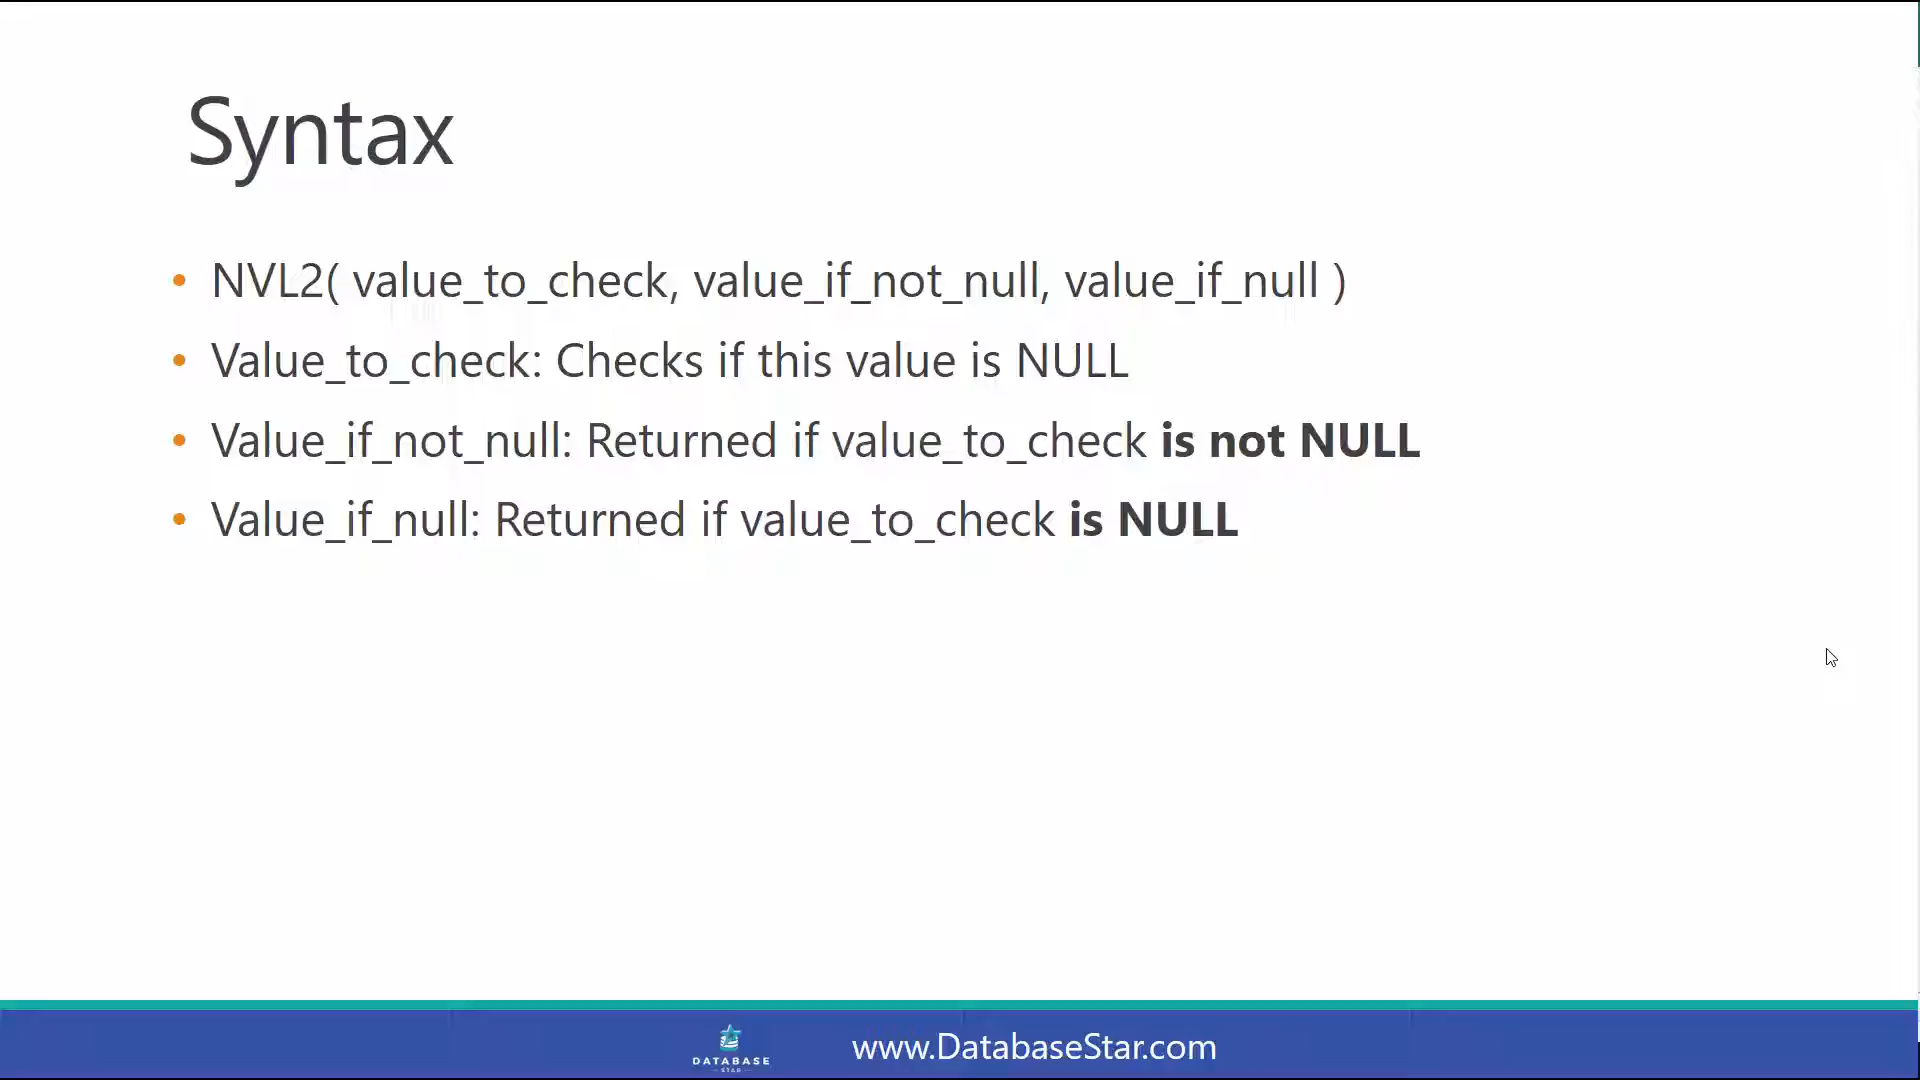 Syntax
• NVL2( value_to_check, value_if_not_null, value_if_null )
• Value_to_check: Checks if this value is NULL
• Value_if_not_null: Returned if value_to_check is not NULL
• Value_if_null: Returned if value_to_check is NULL
DATABASE
STAR
www.DatabaseStar.com